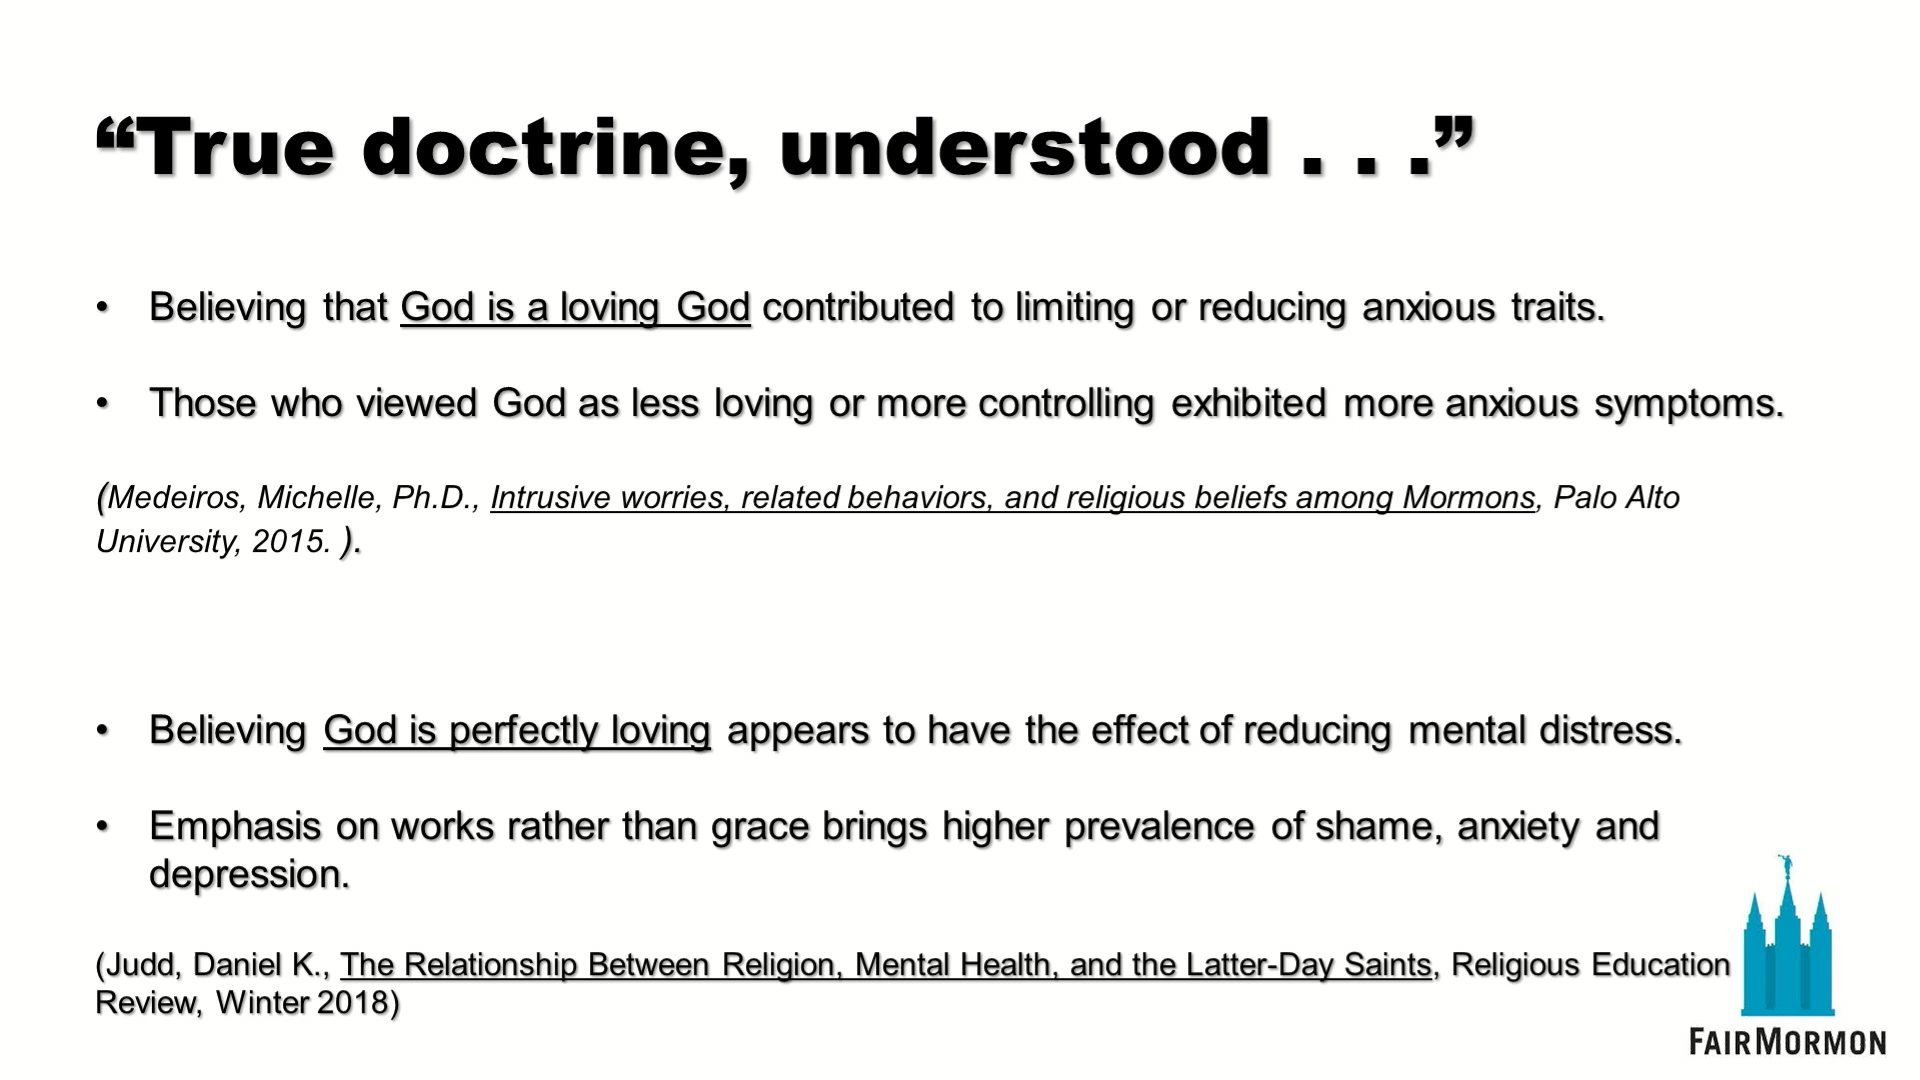 “True doctrine, understood . . .”
• Believing that God is a loving God contributed to limiting or reducing anxious traits.
• Those who viewed God as less loving or more controlling exhibited more anxious symptoms.
(Medeiros, Michelle, Ph.D., Intrusive worries, related behaviors, and religious beliefs among Mormons, Palo Alto
University, 2015. ).
• Believing God is perfectly loving appears to have the effect of reducing mental distress.
• Emphasis on works rather than grace brings higher prevalence of shame, anxiety and
depression.
(Judd, Daniel K., The Relationship Between Religion, Mental Health, and the Latter-Day Saints, Religious Education
Review, Winter 2018)
FAIRMORMON